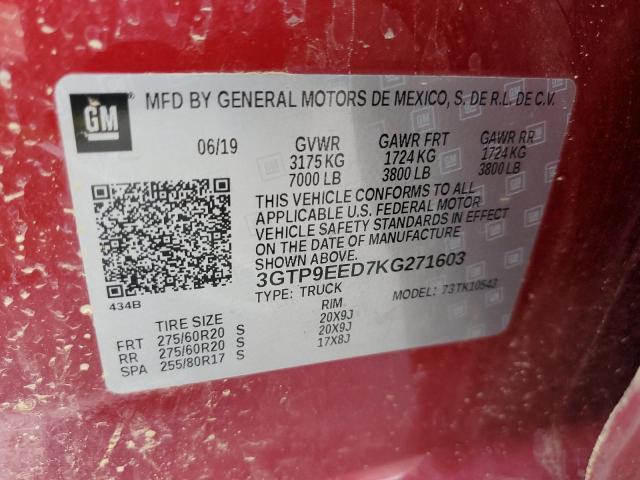 GM
MFD BY GENERAL MOTORS DE MEXICO, S. DE R.L. DE C.V.
06/19 GVWR GAWR FRT GAWR RR
3175 KG 1724 KG 1724 KG
7000 LB 3800 LB 3800 LB
THIS VEHICLE CONFORMS TO ALL
APPLICABLE U.S. FEDERAL MOTOR
VEHICLE SAFETY STANDARDS IN EFFECT
ON THE DATE OF MANUFACTURE
SHOWN ABOVE.
3GTP9EED7KG271603
434B TYPE: TRUCK MODEL: 73TK10543
TIRE SIZE RIM
FRT 275/60R20 S 20X9J
RR 275/60R20 S 20X9J
SPA 255/80R17 S 17X8J